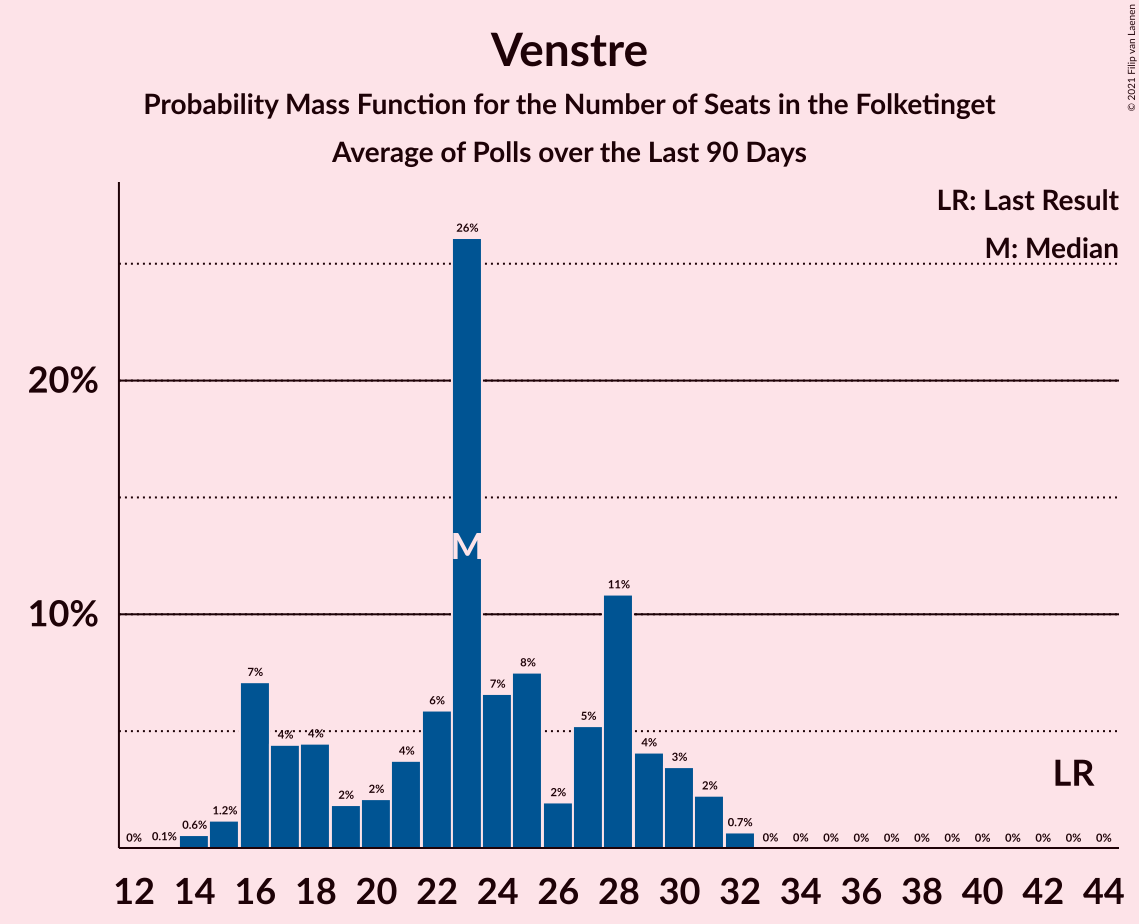 Venstre
Probability Mass Function for the Number of Seats in the Folketinget
Average of Polls over the Last 90 Days
© 2021 Filip van Laenen
LR: Last Result
M: Median
20%
10%
0% 0.1% 0.6% 1.2% 7% 4% 4% 2% 2% 4% 6% 26% 7% 8% 2% 5% 11% 4% 3% 2% 0.7% 0% 0% 0% 0% 0% 0% 0% 0% 0% 0% 0% 0%
M
LR
12 14 16 18 20 22 24 26 28 30 32 34 36 38 40 42 44